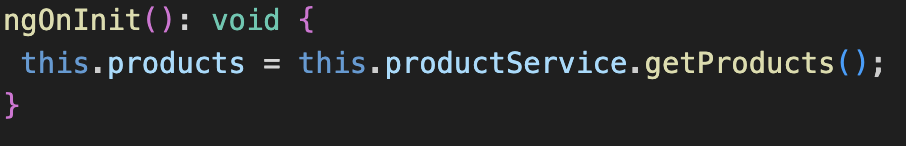 ngOnInit(): void {
 this.products = this.productService.getProducts();
}